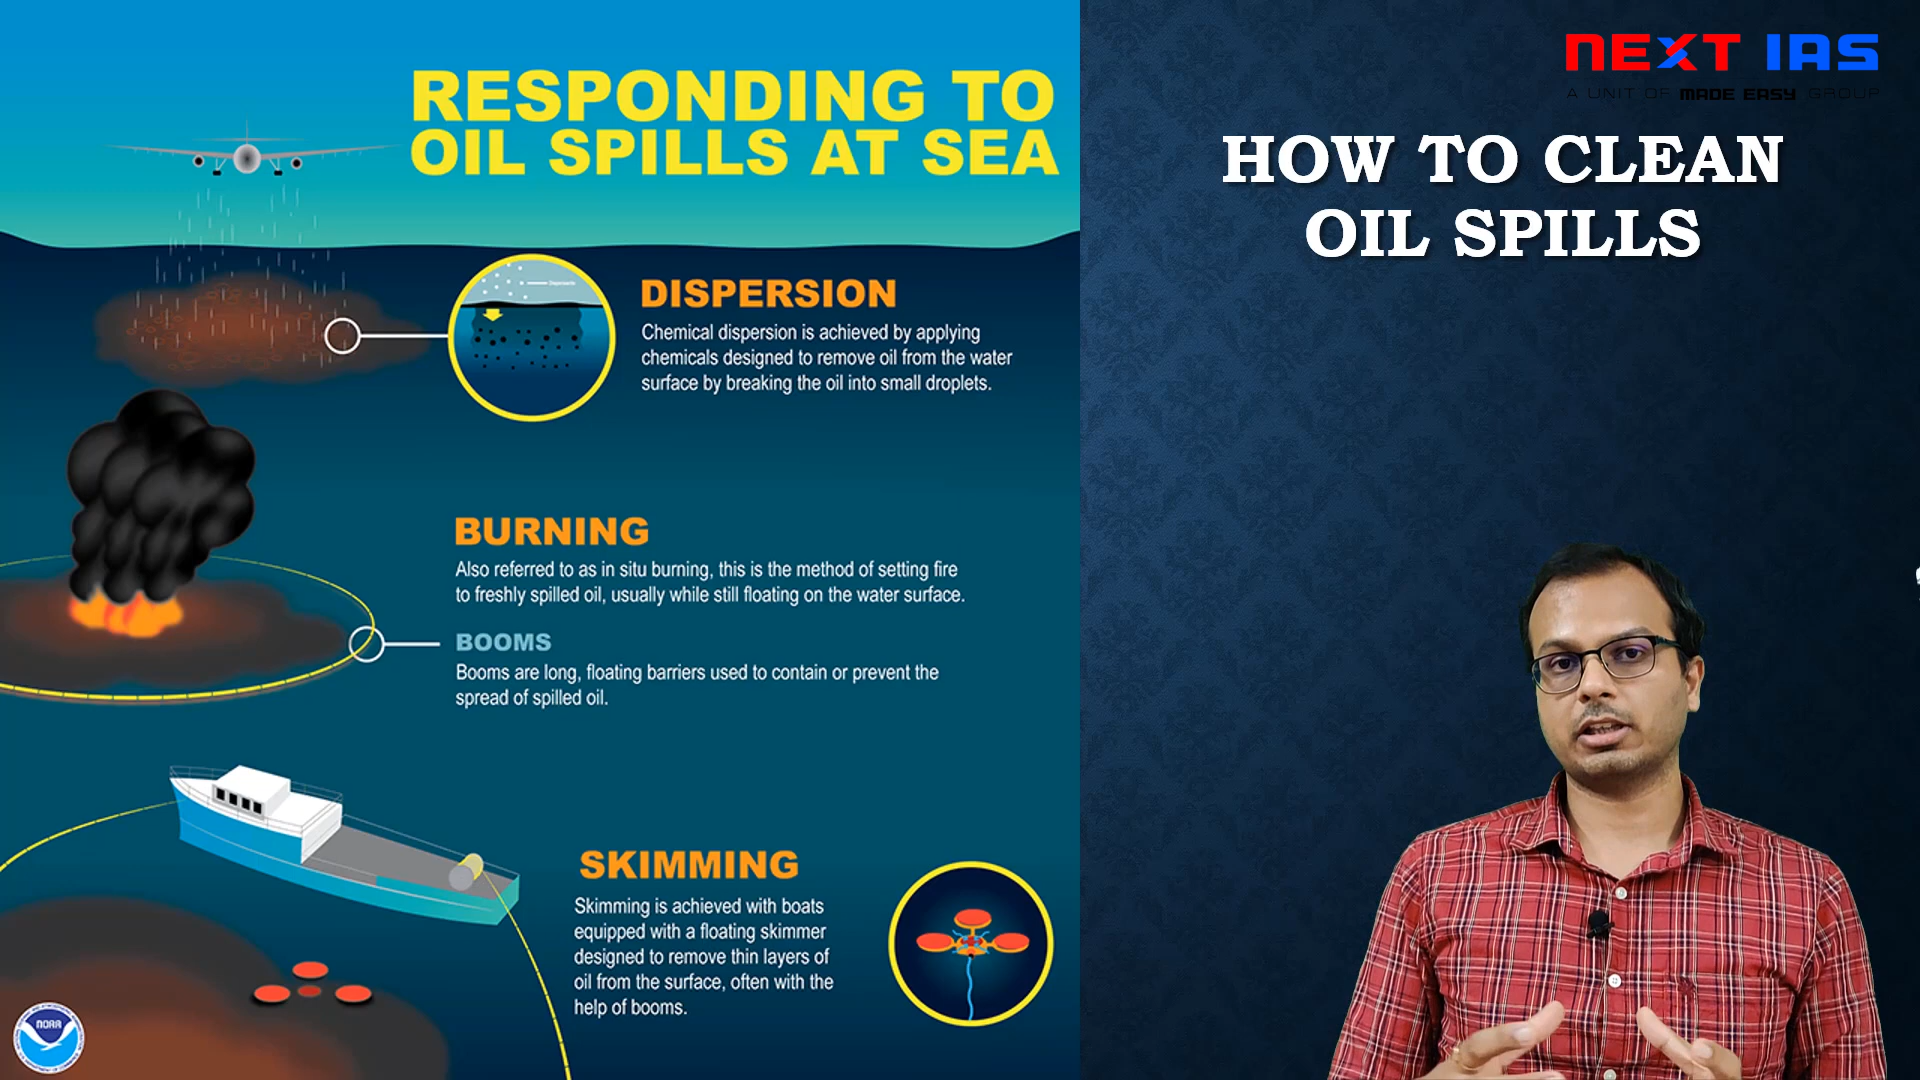 RESPONDING TO
OIL SPILLS AT SEA
DISPERSION
Chemical dispersion is achieved by applying
chemicals designed to remove oil from the water
surface by breaking the oil into small droplets.
Dispersants
BURNING
Also referred to as in situ burning, this is the method of setting fire
to freshly spilled oil, usually while still floating on the water surface.
BOOMS
Booms are long, floating barriers used to contain or prevent the
spread of spilled oil.
SKIMMING
Skimming is achieved with boats
equipped with a floating skimmer
designed to remove thin layers of
oil from the surface, often with the
help of booms.
NOAA
NEXT IAS
A UNIT OF MADE EASY GROUP
HOW TO CLEAN
OIL SPILLS